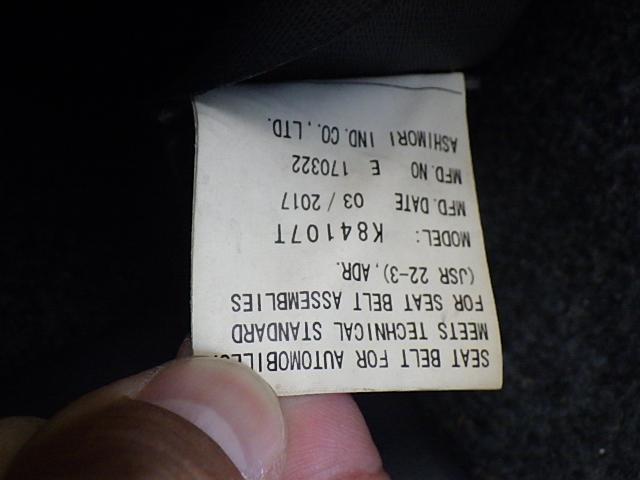 SEAT BELT FOR AUTOMOBILES.
MEETS TECHNICAL STANDARD
FOR SEAT BELT ASSEMBLIES
(JSR 22-3), ADR.
MODEL: K84107T
MFD. DATE 03 / 2017
MFD. NO E 170322
ASHIMORI IND. CO., LTD.